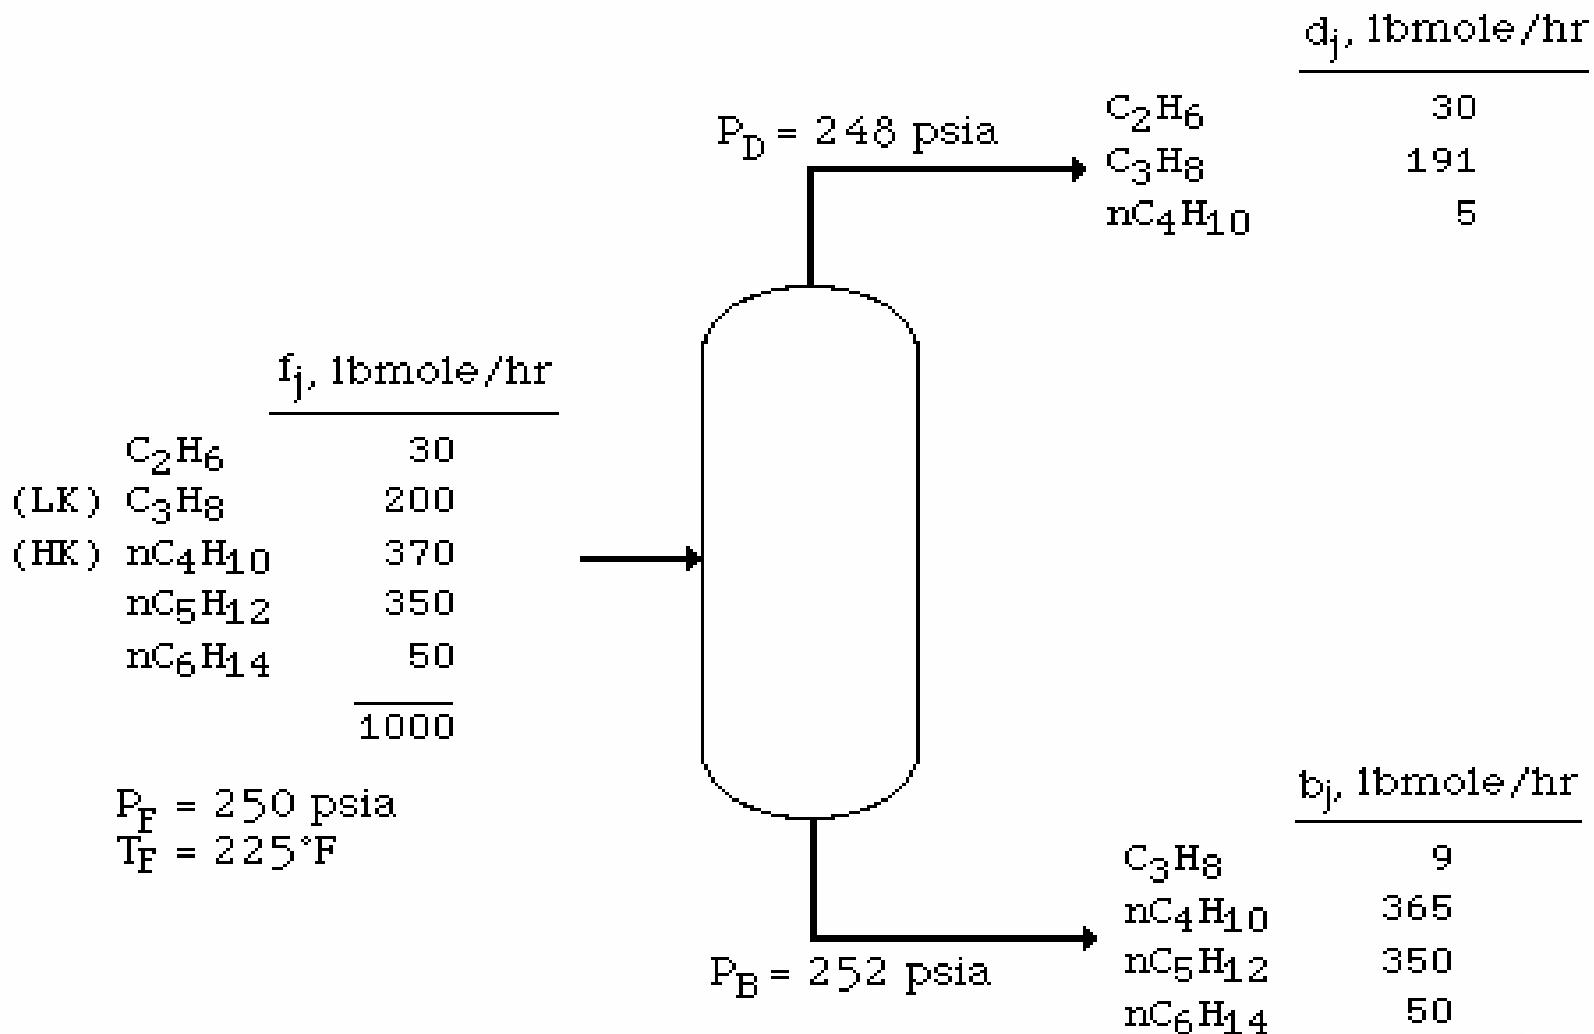 dj, lbmole/hr
C2H6 30
C3H8 191
nC4H10 5
PD = 248 psia
fj, lbmole/hr
C2H6 30
(LK) C3H8 200
(HK) nC4H10 370
nC5H12 350
nC6H14 50
1000
PF = 250 psia
TF = 225°F
bj, lbmole/hr
C3H8 9
nC4H10 365
nC5H12 350
nC6H14 50
PB = 252 psia